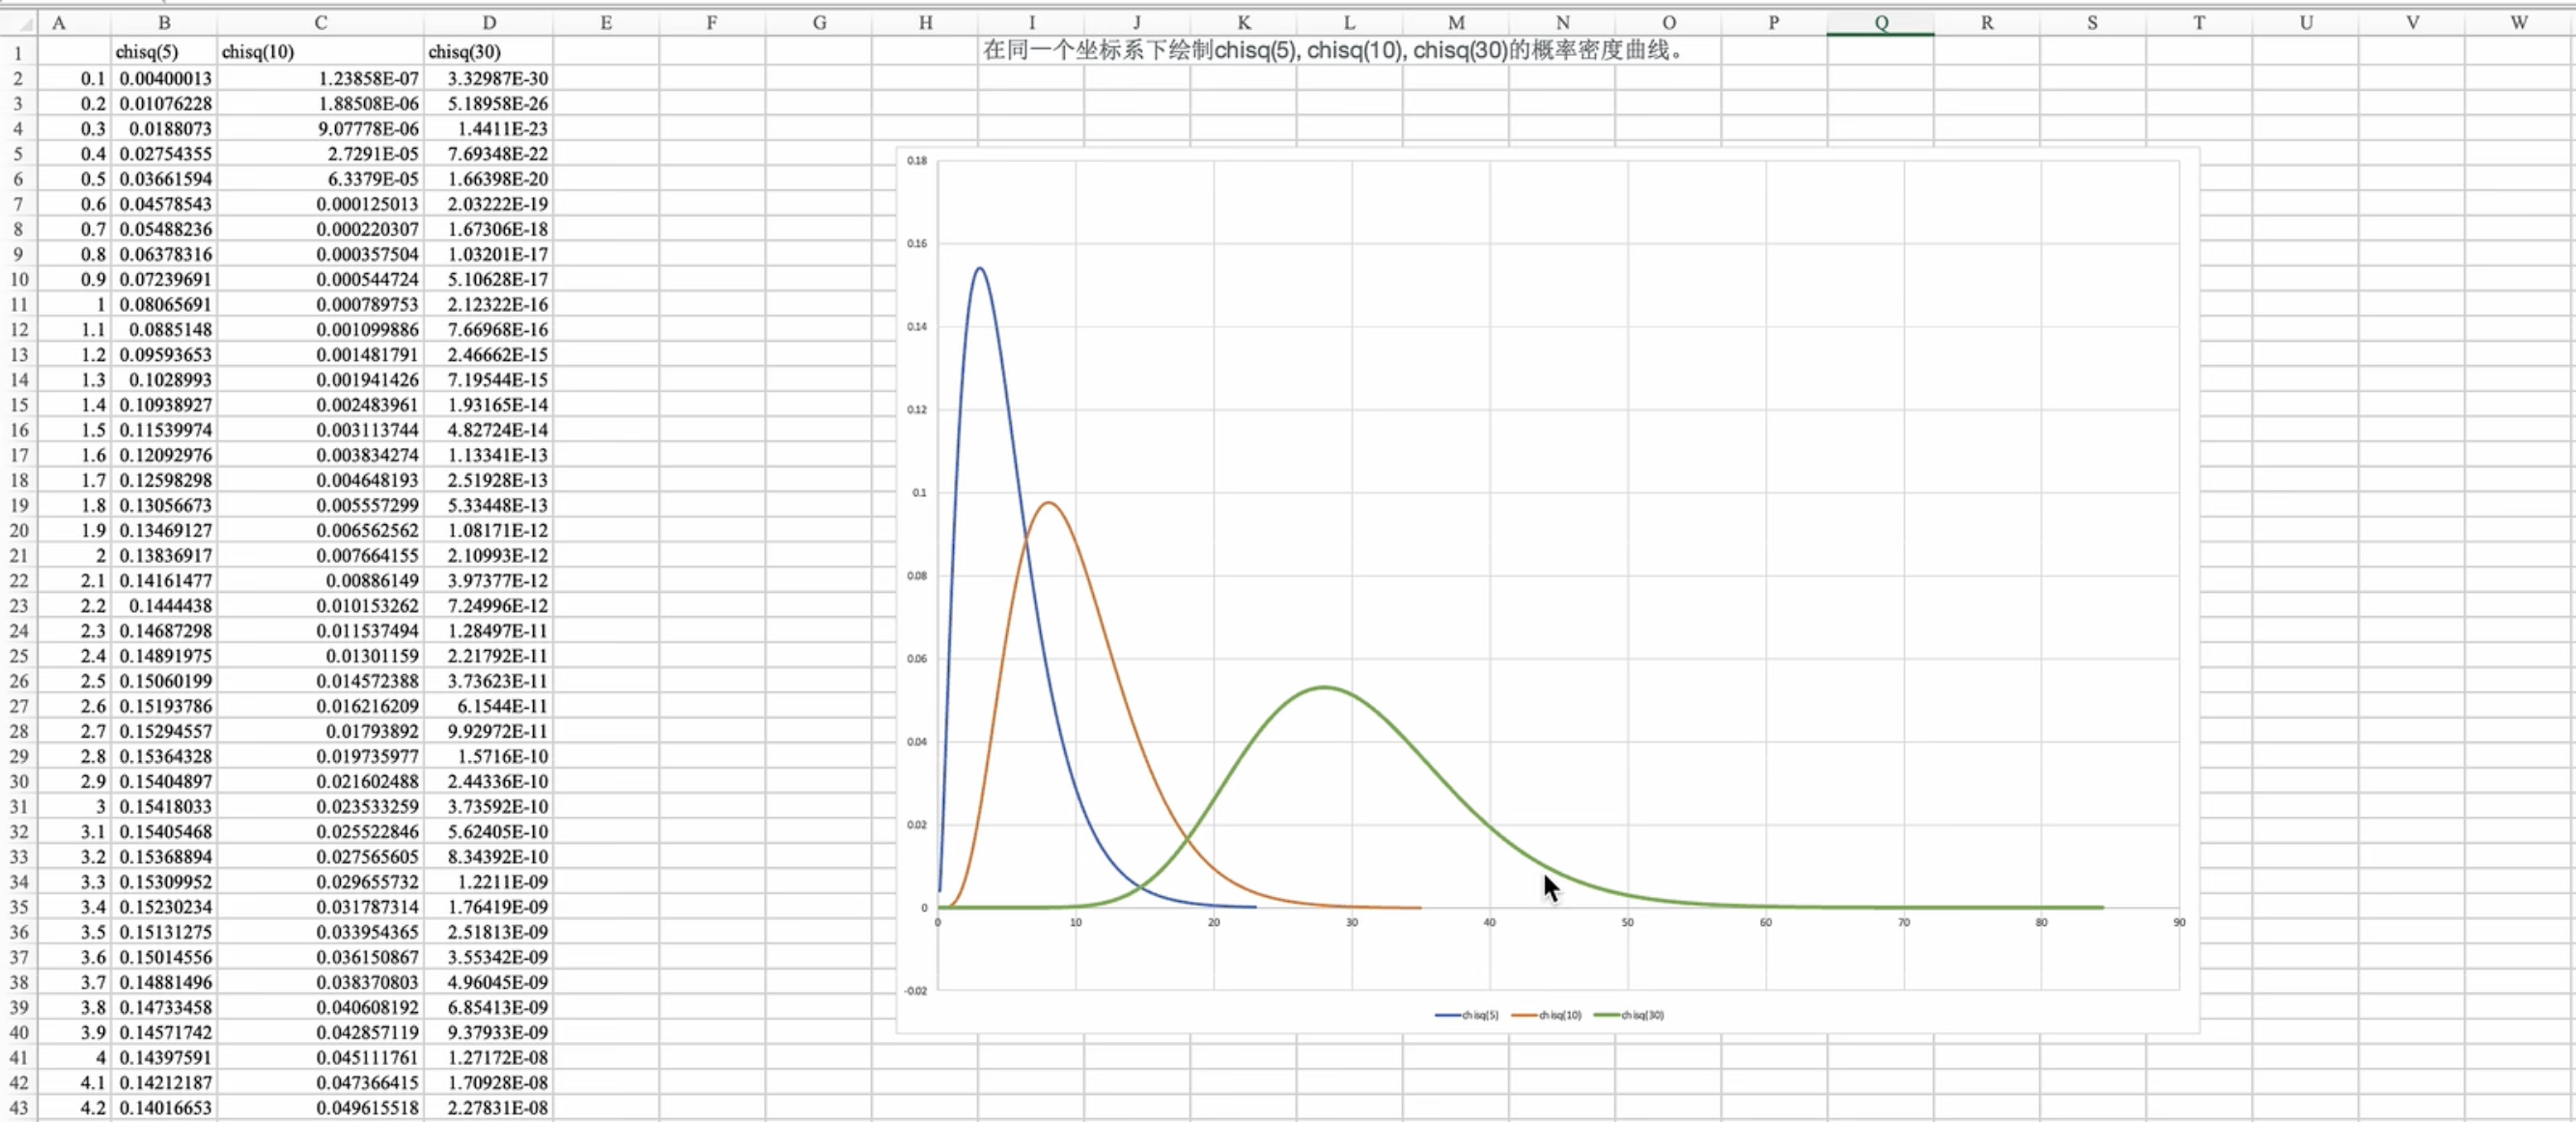 A B C D E F G H I J K L M N O P Q R S T U V W
1 chisq(5) chisq(10) chisq(30) 在同一个坐标系下绘制chisq(5), chisq(10), chisq(30)的概率密度曲线。
2 0.1 0.00400013 1.23858E-07 3.32987E-30
3 0.2 0.01076228 1.88508E-06 5.18958E-26
4 0.3 0.0188073 9.07778E-06 1.4411E-23
5 0.4 0.02754355 2.7291E-05 7.69348E-22
6 0.5 0.03661594 6.3379E-05 1.66398E-20
7 0.6 0.04578543 0.000125013 2.03222E-19
8 0.7 0.05488236 0.000220307 1.67306E-18
9 0.8 0.06378316 0.000357504 1.03201E-17
10 0.9 0.07239691 0.000544724 5.10628E-17
11 1 0.08065691 0.000789753 2.12322E-16
12 1.1 0.0885148 0.001099886 7.66968E-16
13 1.2 0.09593653 0.001481791 2.46662E-15
14 1.3 0.1028993 0.001941426 7.19544E-15
15 1.4 0.10938927 0.002483961 1.93165E-14
16 1.5 0.11539974 0.003113744 4.82724E-14
17 1.6 0.12092976 0.003834274 1.13341E-13
18 1.7 0.12598298 0.004648193 2.51928E-13
19 1.8 0.13056673 0.005557299 5.33448E-13
20 1.9 0.13469127 0.006562562 1.08171E-12
21 2 0.13836917 0.007664155 2.10993E-12
22 2.1 0.14161477 0.00886149 3.97377E-12
23 2.2 0.1444438 0.010153262 7.24996E-12
24 2.3 0.14687298 0.011537494 1.28497E-11
25 2.4 0.14891975 0.01301159 2.21792E-11
26 2.5 0.15060199 0.014572388 3.73623E-11
27 2.6 0.15193786 0.016216209 6.1544E-11
28 2.7 0.15294557 0.01793892 9.92972E-11
29 2.8 0.15364328 0.019735977 1.5716E-10
30 2.9 0.15404897 0.021602488 2.44336E-10
31 3 0.15418033 0.023533259 3.73592E-10
32 3.1 0.15405468 0.025522846 5.62405E-10
33 3.2 0.15368894 0.027565605 8.34392E-10
34 3.3 0.15309952 0.029655732 1.2211E-09
35 3.4 0.15230234 0.031787314 1.76419E-09
36 3.5 0.15131275 0.033954365 2.51813E-09
37 3.6 0.15014556 0.036150867 3.55342E-09
38 3.7 0.14881496 0.038370803 4.96045E-09
39 3.8 0.14733458 0.040608192 6.85413E-09
40 3.9 0.14571742 0.042857119 9.37933E-09
41 4 0.14397591 0.045111761 1.27172E-08
42 4.1 0.14212187 0.047366415 1.70928E-08
43 4.2 0.14016653 0.049615518 2.27831E-08
0.18
0.16
0.14
0.12
0.1
0.08
0.06
0.04
0.02
0
0 10 20 30 40 50 60 70 80 90
-0.02
chisq(5) chisq(10) chisq(30)